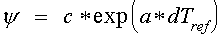 ψ = c * exp(a * dT_ref)